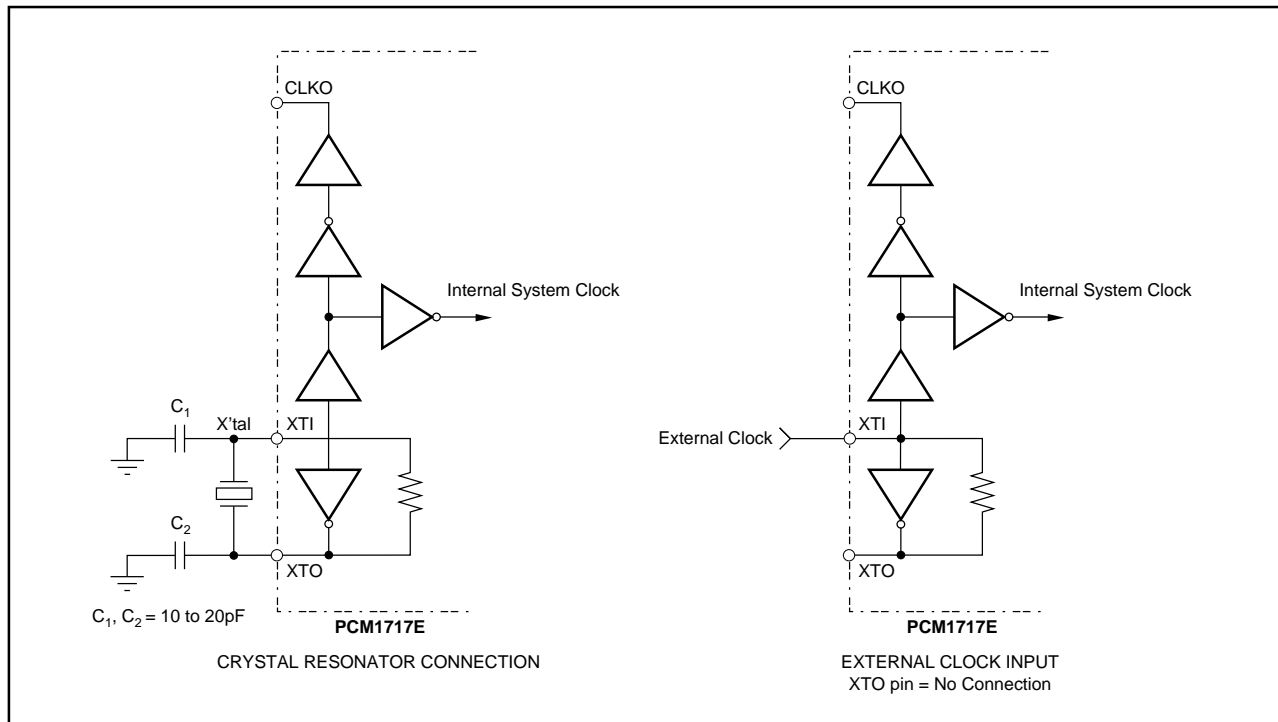 CLKO
Internal System Clock
C₁
X'tal
XTI
C₂
XTO
C₁, C₂ = 10 to 20pF
PCM1717E
CRYSTAL RESONATOR CONNECTION
CLKO
Internal System Clock
XTI
External Clock
XTO
PCM1717E
EXTERNAL CLOCK INPUT
XTO pin = No Connection